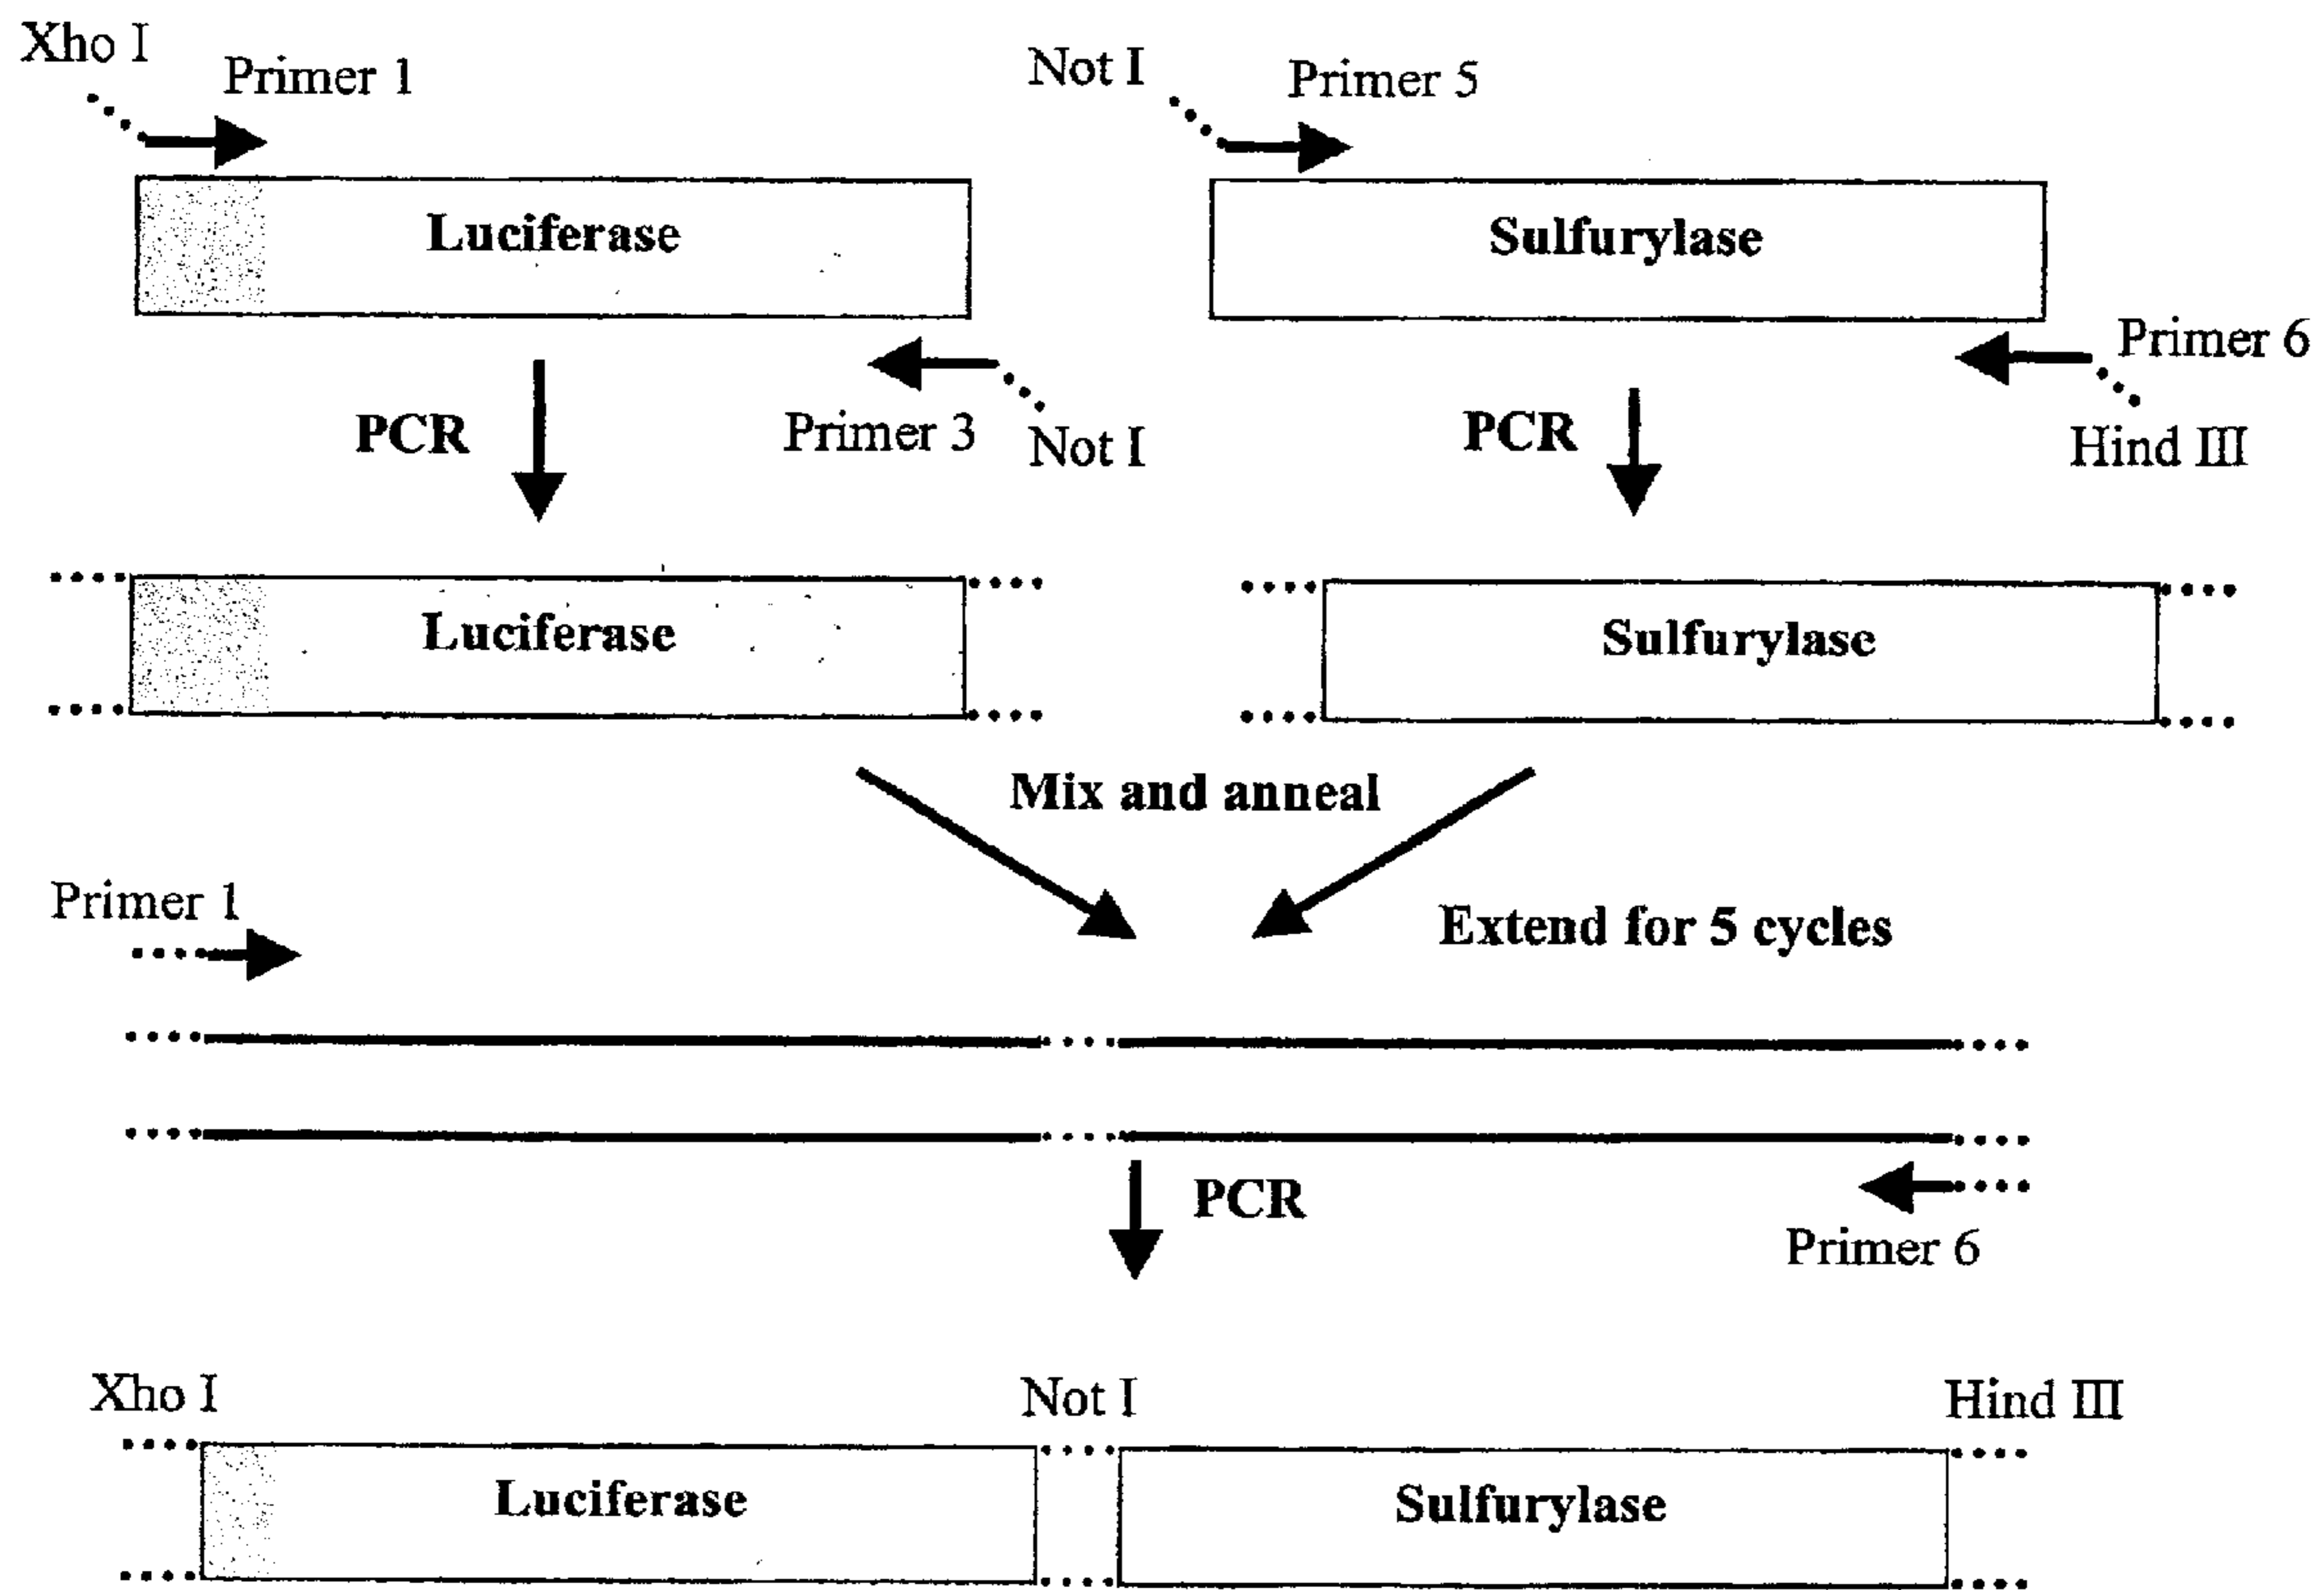 Xho I
Primer 1
Not I
Primer 5
Luciferase
Sulfurylase
PCR
Primer 3
Not I
PCR
Primer 6
Hind III
Luciferase
Sulfurylase
Mix and anneal
Primer 1
Extend for 5 cycles
PCR
Primer 6
Xho I
Not I
Hind III
Luciferase
Sulfurylase